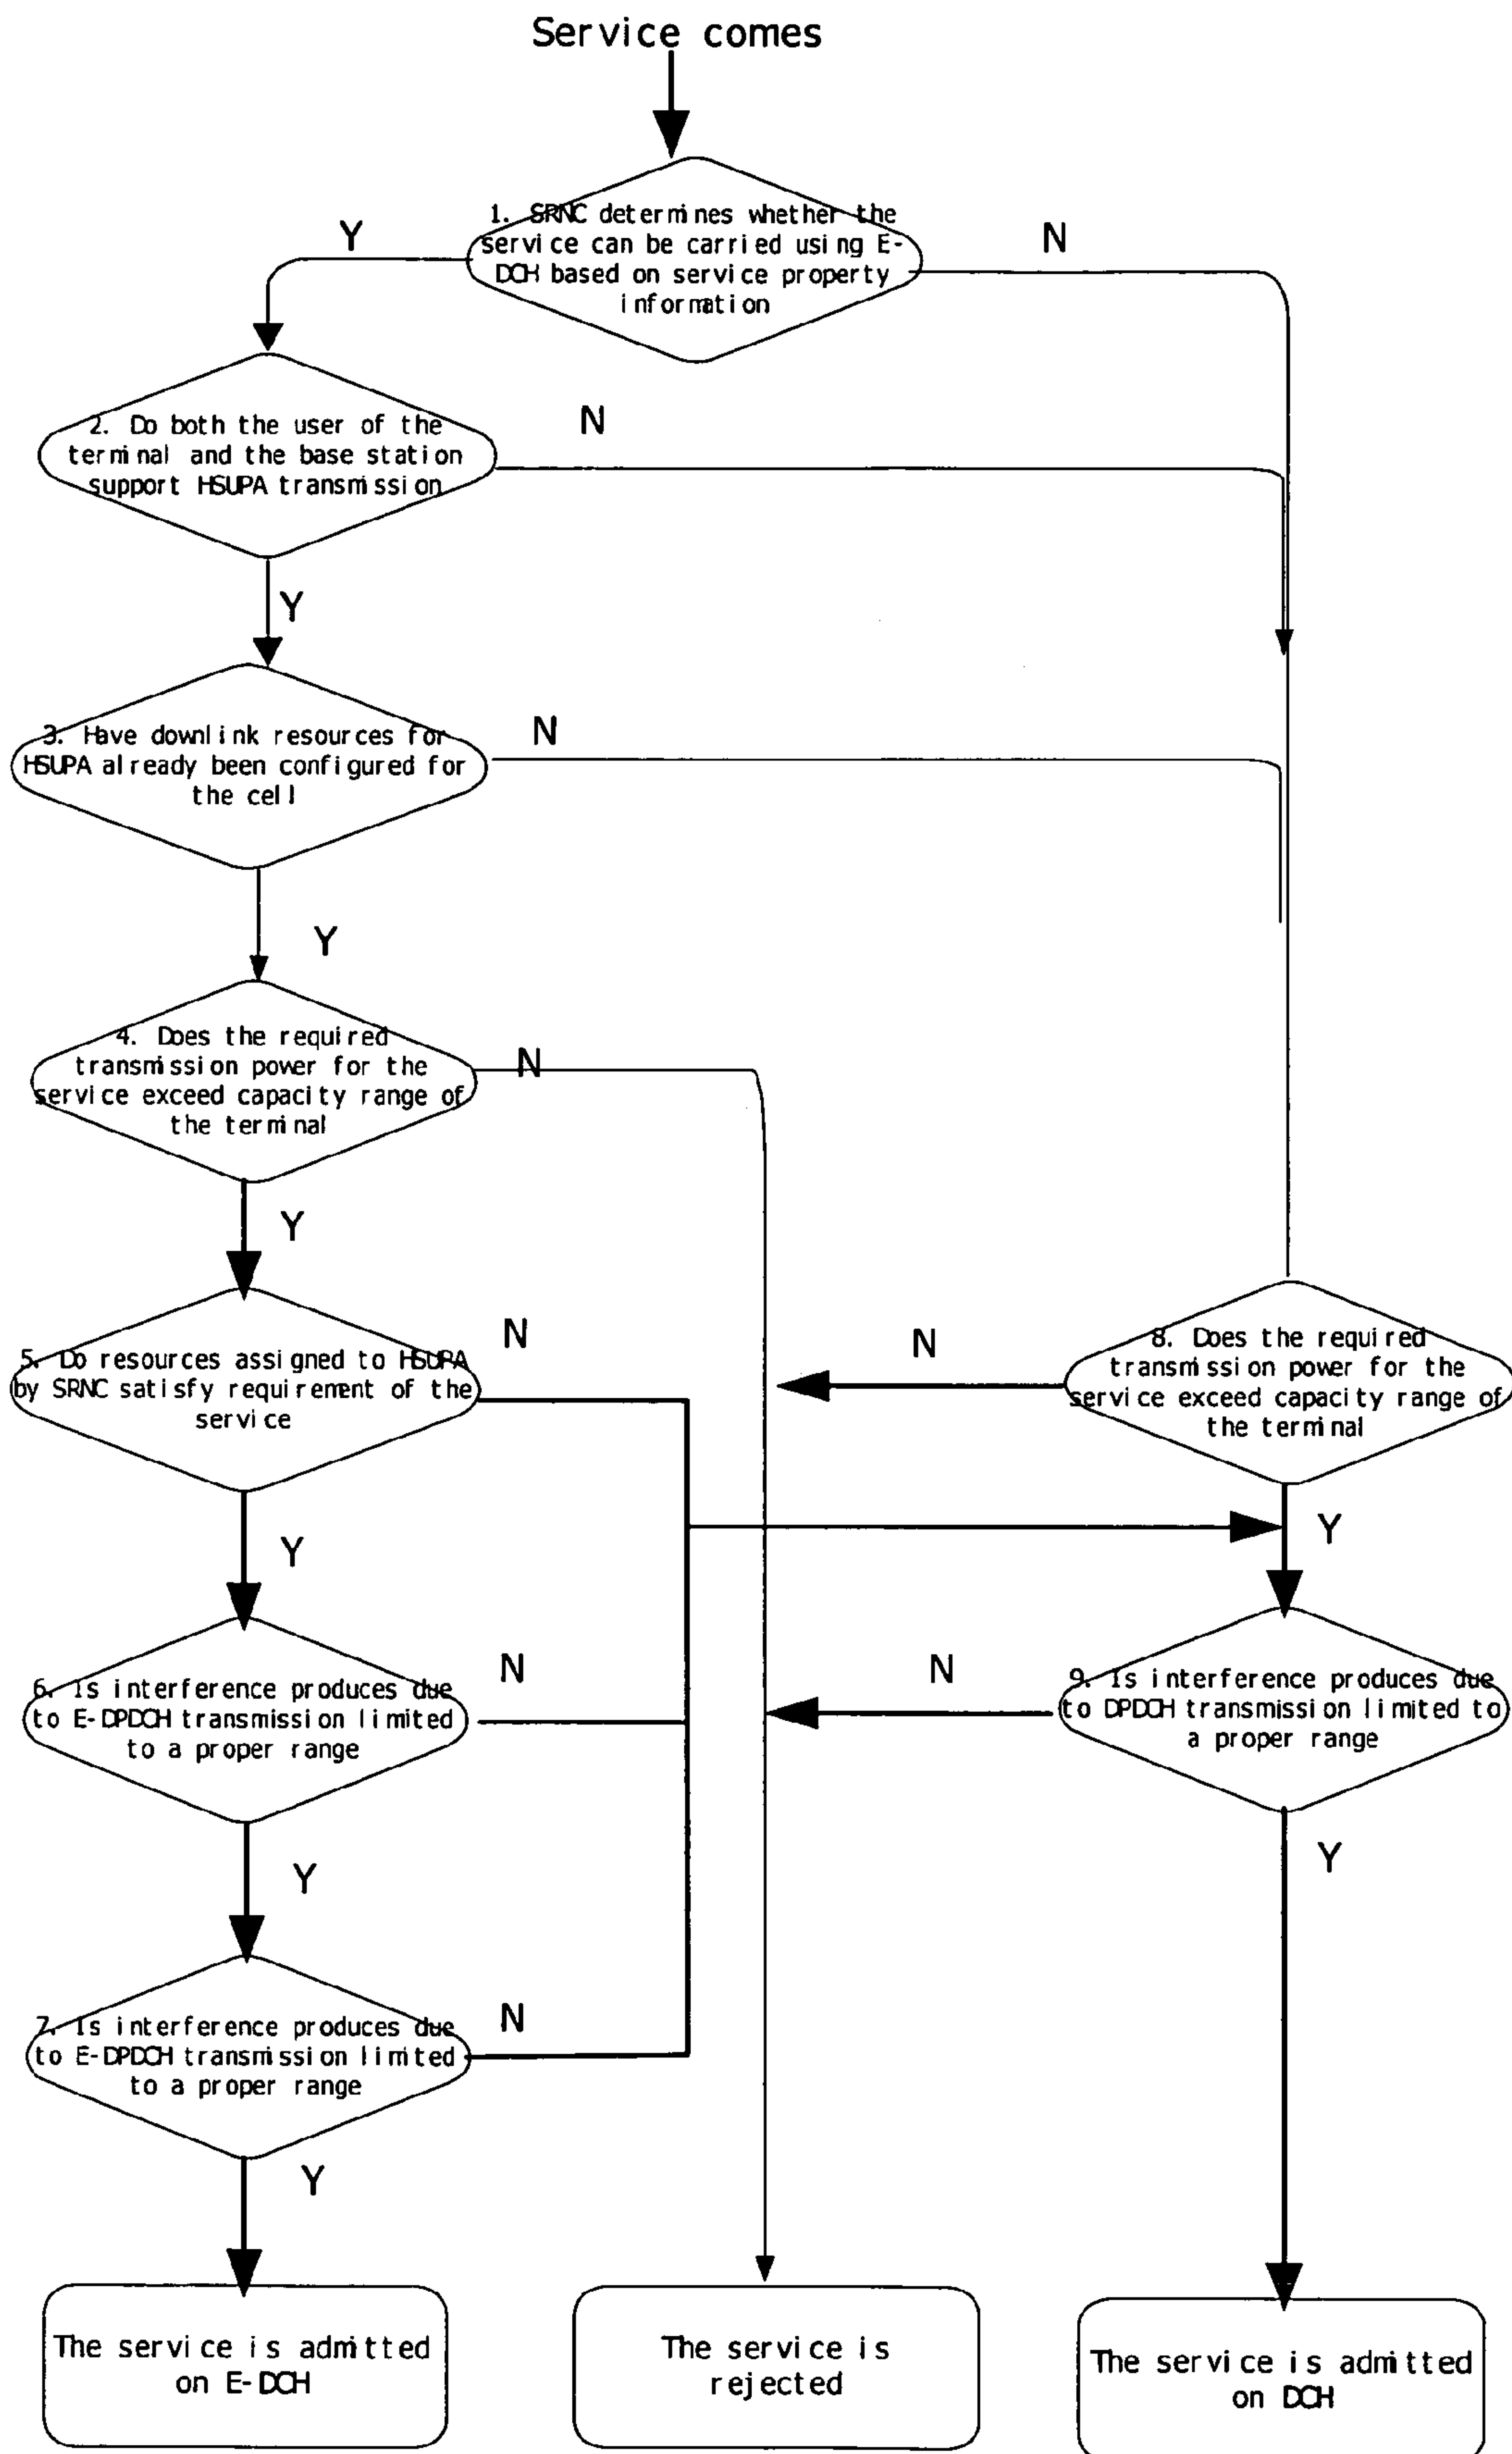 Service comes
1. SRNC determines whether the
service can be carried using E-
DCH based on service property
information
Y
N
2. Do both the user of the
terminal and the base station
support HSUPA transmission
N
Y
3. Have downlink resources for
HSUPA already been configured for
the cell
N
Y
4. Does the required
transmission power for the
service exceed capacity range of
the terminal
N
Y
5. Do resources assigned to HSUPA
by SRNC satisfy requirement of the
service
N
N
8. Does the required
transmission power for the
service exceed capacity range of
the terminal
Y
Y
6. Is interference produces due
to E-DPDCH transmission limited
to a proper range
N
N
9. Is interference produces due
to DPDCH transmission limited to
a proper range
Y
Y
7. Is interference produces due
to E-DPDCH transmission limited
to a proper range
N
Y
The service is admitted
on E-DCH
The service is
rejected
The service is admitted
on DCH